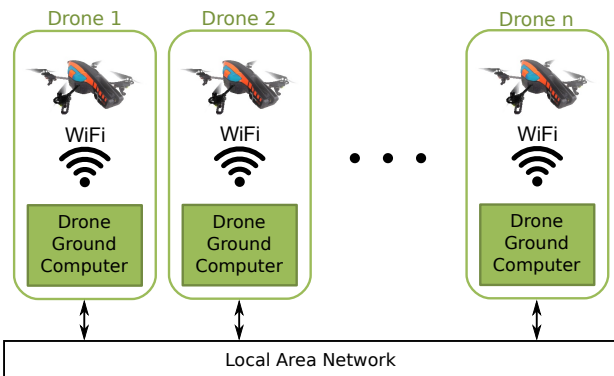 Drone 1
Drone 2
Drone n
WiFi
WiFi
WiFi
Drone
Ground
Computer
Drone
Ground
Computer
Drone
Ground
Computer
Local Area Network